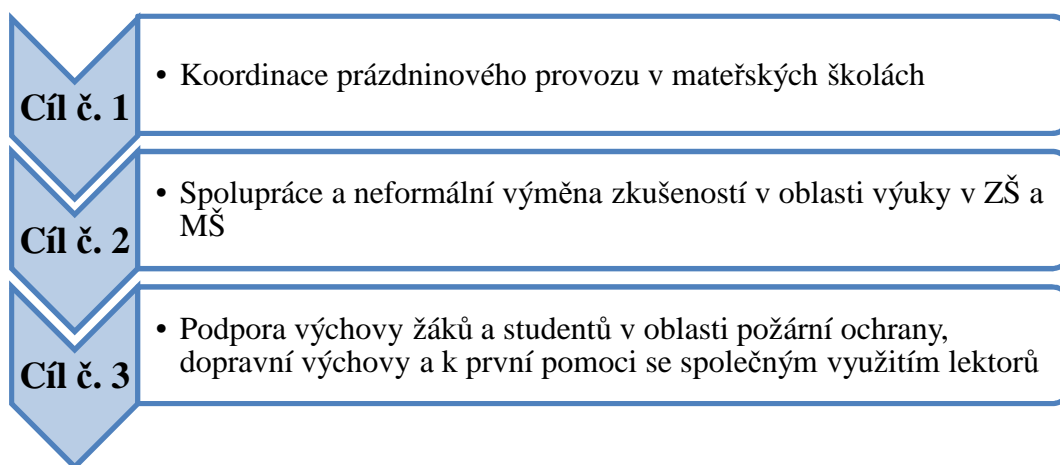 Cíl č. 1
• Koordinace prázdninového provozu v mateřských školách
Cíl č. 2
• Spolupráce a neformální výměna zkušeností v oblasti výuky v ZŠ a
MŠ
Cíl č. 3
• Podpora výchovy žáků a studentů v oblasti požární ochrany,
dopravní výchovy a k první pomoci se společným využitím lektorů